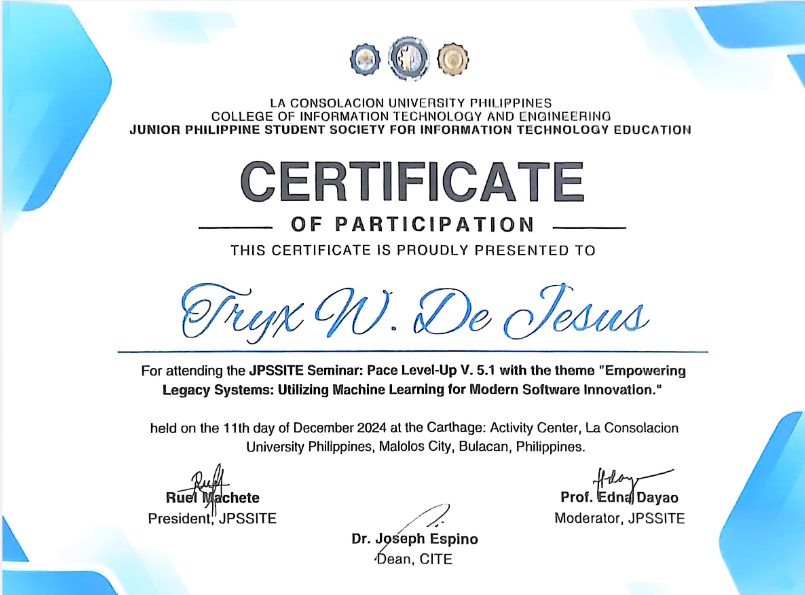 LA CONSOLACION UNIVERSITY PHILIPPINES
COLLEGE OF INFORMATION TECHNOLOGY AND ENGINEERING
JUNIOR PHILIPPINE STUDENT SOCIETY FOR INFORMATION TECHNOLOGY EDUCATION
CERTIFICATE
OF PARTICIPATION
THIS CERTIFICATE IS PROUDLY PRESENTED TO
Tryx W. De Jesus
For attending the JPSSITE Seminar: Pace Level-Up V. 5.1 with the theme "Empowering
Legacy Systems: Utilizing Machine Learning for Modern Software Innovation."
held on the 11th day of December 2024 at the Carthage: Activity Center, La Consolacion
University Philippines, Malolos City, Bulacan, Philippines.
Ruel Machete
President, JPSSITE
Prof. Edna Dayao
Moderator, JPSSITE
Dr. Joseph Espino
Dean, CITE